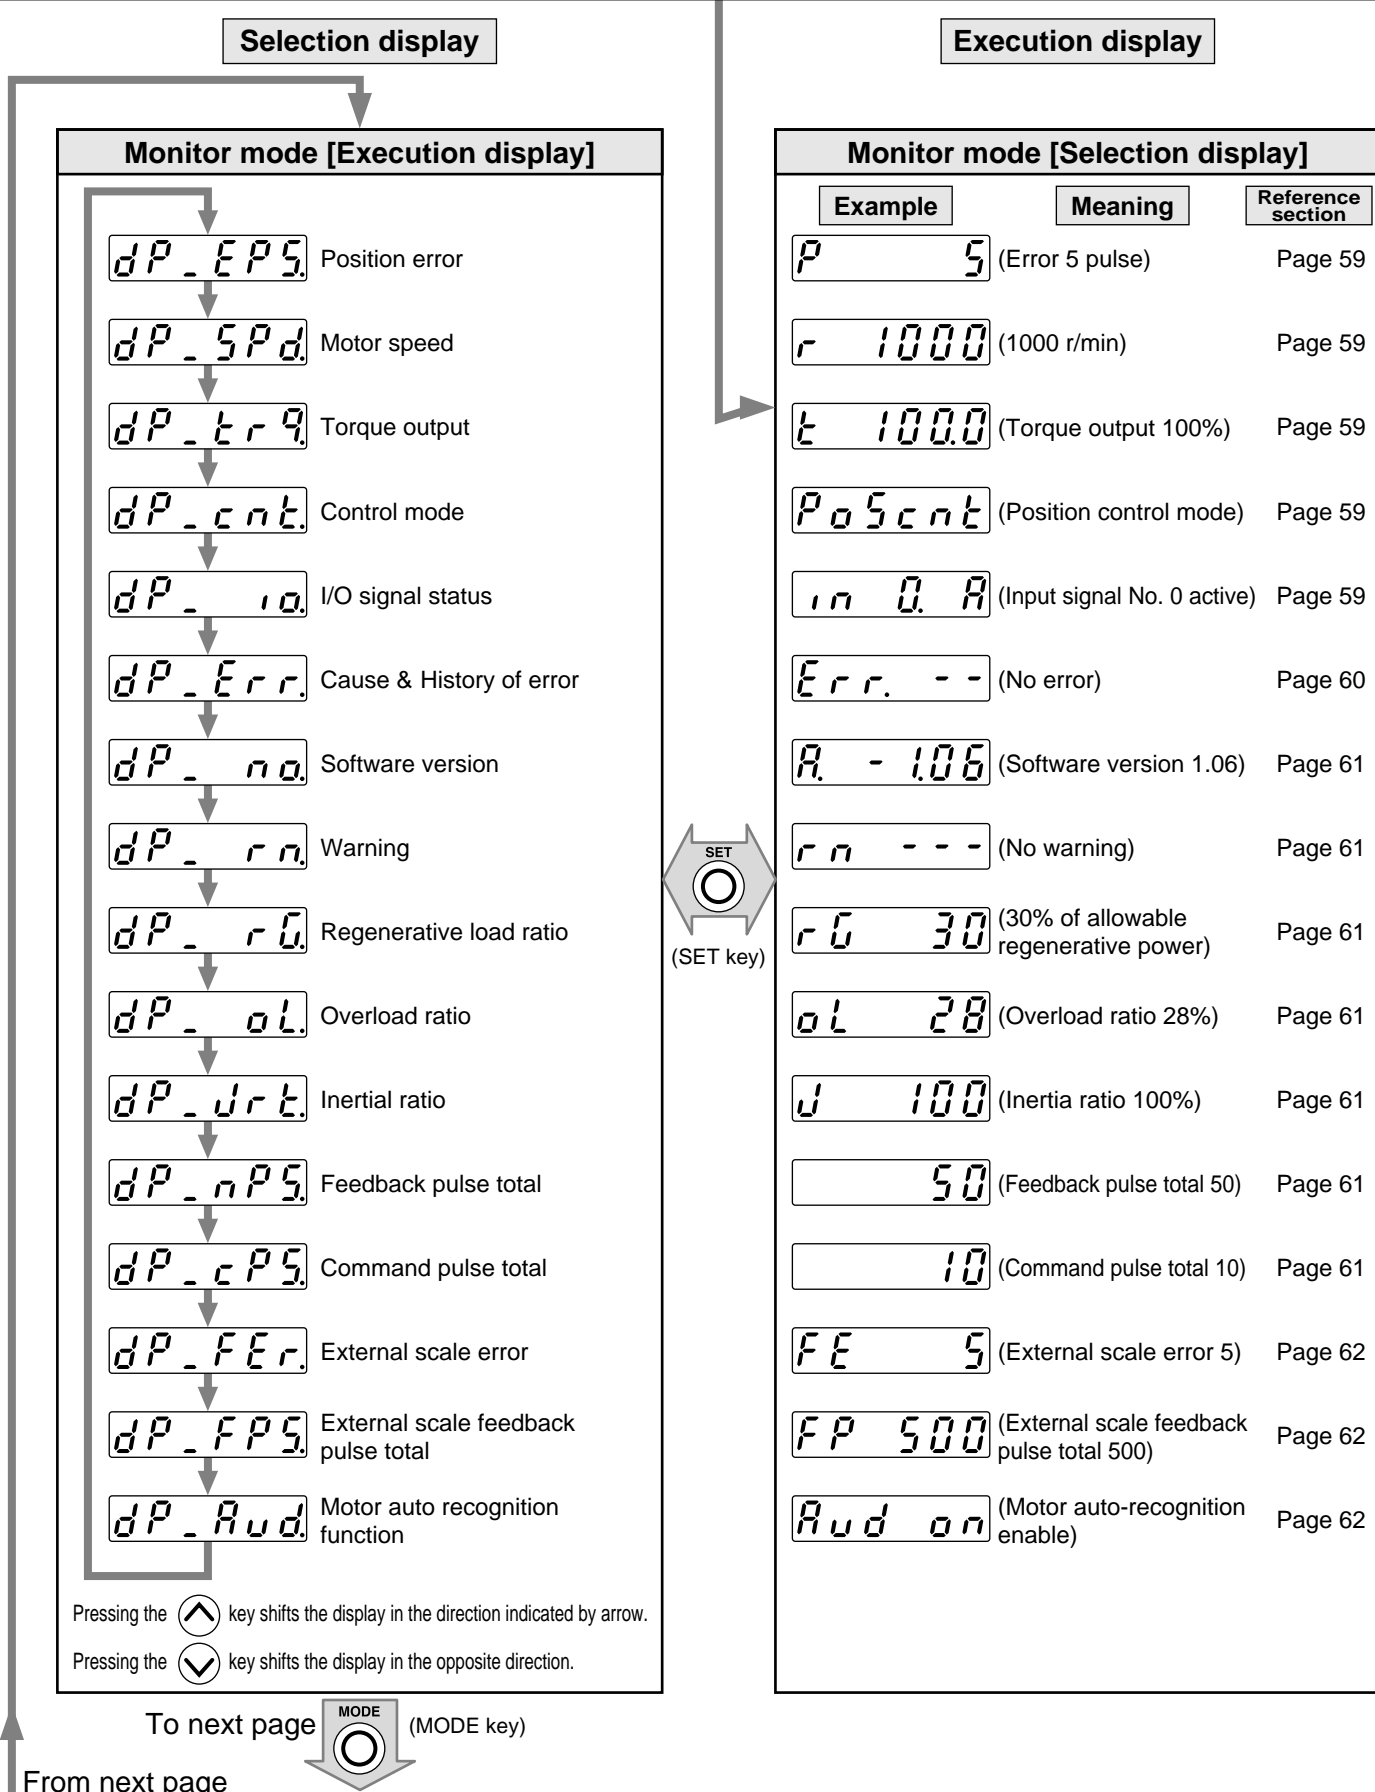 Selection display
Execution display
Monitor mode [Execution display]
Monitor mode [Selection display]
Example Meaning Reference section
dP_EPS. Position error
P 5 (Error 5 pulse) Page 59
dP_SPd. Motor speed
r 1000 (1000 r/min) Page 59
dP_trq. Torque output
t 100.0 (Torque output 100%) Page 59
dP_cnt. Control mode
PoScnt (Position control mode) Page 59
dP_ io. I/O signal status
in 0. A (Input signal No. 0 active) Page 59
dP_Err. Cause & History of error
Err. -- (No error) Page 60
dP_ no. Software version
A. - 1.06 (Software version 1.06) Page 61
dP_ rn. Warning
rn --- (No warning) Page 61
dP_ rG. Regenerative load ratio
rG 30 (30% of allowable
regenerative power) Page 61
dP_ oL. Overload ratio
oL 28 (Overload ratio 28%) Page 61
dP_Jrt. Inertial ratio
J 100 (Inertia ratio 100%) Page 61
dP_nPS. Feedback pulse total
50 (Feedback pulse total 50) Page 61
dP_cPS. Command pulse total
10 (Command pulse total 10) Page 61
dP_FEr. External scale error
FE 5 (External scale error 5) Page 62
dP_FPS. External scale feedback
pulse total
FP 500 (External scale feedback
pulse total 500) Page 62
dP_Aud. Motor auto recognition
function
Aud on (Motor auto-recognition
enable) Page 62
SET
(SET key)
Pressing the key shifts the display in the direction indicated by arrow.
Pressing the key shifts the display in the opposite direction.
To next page MODE (MODE key)
From next page